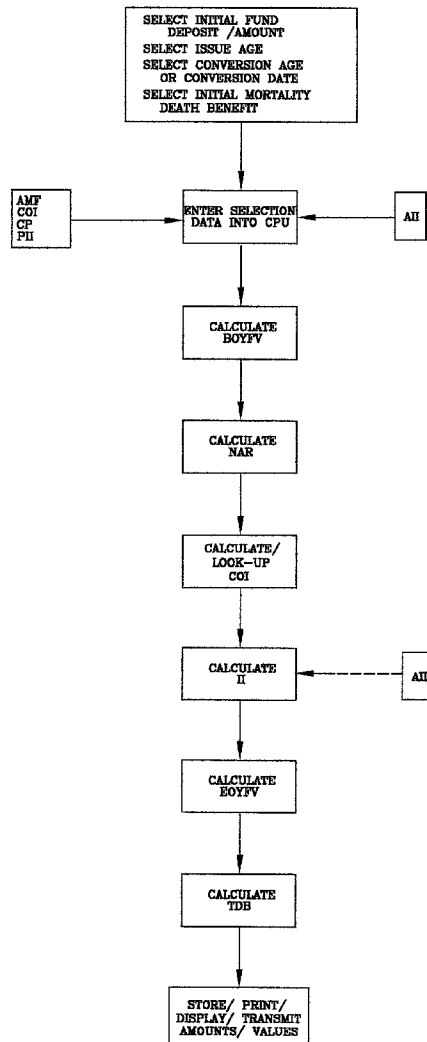 SELECT INITIAL FUND
DEPOSIT /AMOUNT
SELECT ISSUE AGE
SELECT CONVERSION AGE
OR CONVERSION DATE
SELECT INITIAL MORTALITY
DEATH BENEFIT
AMF
COI
CP
PII
ENTER SELECTION
DATA INTO CPU
AII
CALCULATE
BOYFV
CALCULATE
NAR
CALCULATE/
LOOK-UP
COI
CALCULATE
II
AII
CALCULATE
EOYFV
CALCULATE
TDB
STORE/ PRINT/
DISPLAY/ TRANSMIT
AMOUNTS/ VALUES